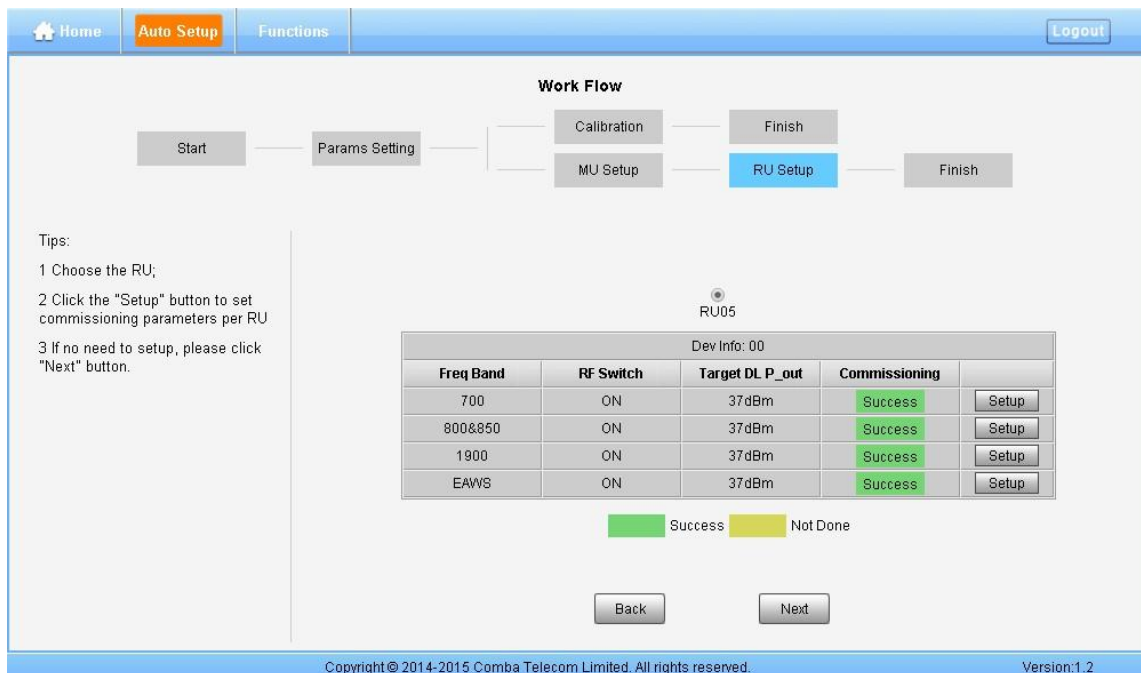 Home Auto Setup Functions Logout
Work Flow
Calibration Finish
Start Params Setting
MU Setup RU Setup Finish
Tips:
1 Choose the RU;
2 Click the "Setup" button to set
commissioning parameters per RU
3 If no need to setup, please click
"Next" button.
RU05
Dev Info: 00
Freq Band RF Switch Target DL P_out Commissioning
700 ON 37dBm Success Setup
800&850 ON 37dBm Success Setup
1900 ON 37dBm Success Setup
EAWS ON 37dBm Success Setup
Success Not Done
Back Next
Copyright © 2014-2015 Comba Telecom Limited. All rights reserved. Version:1.2